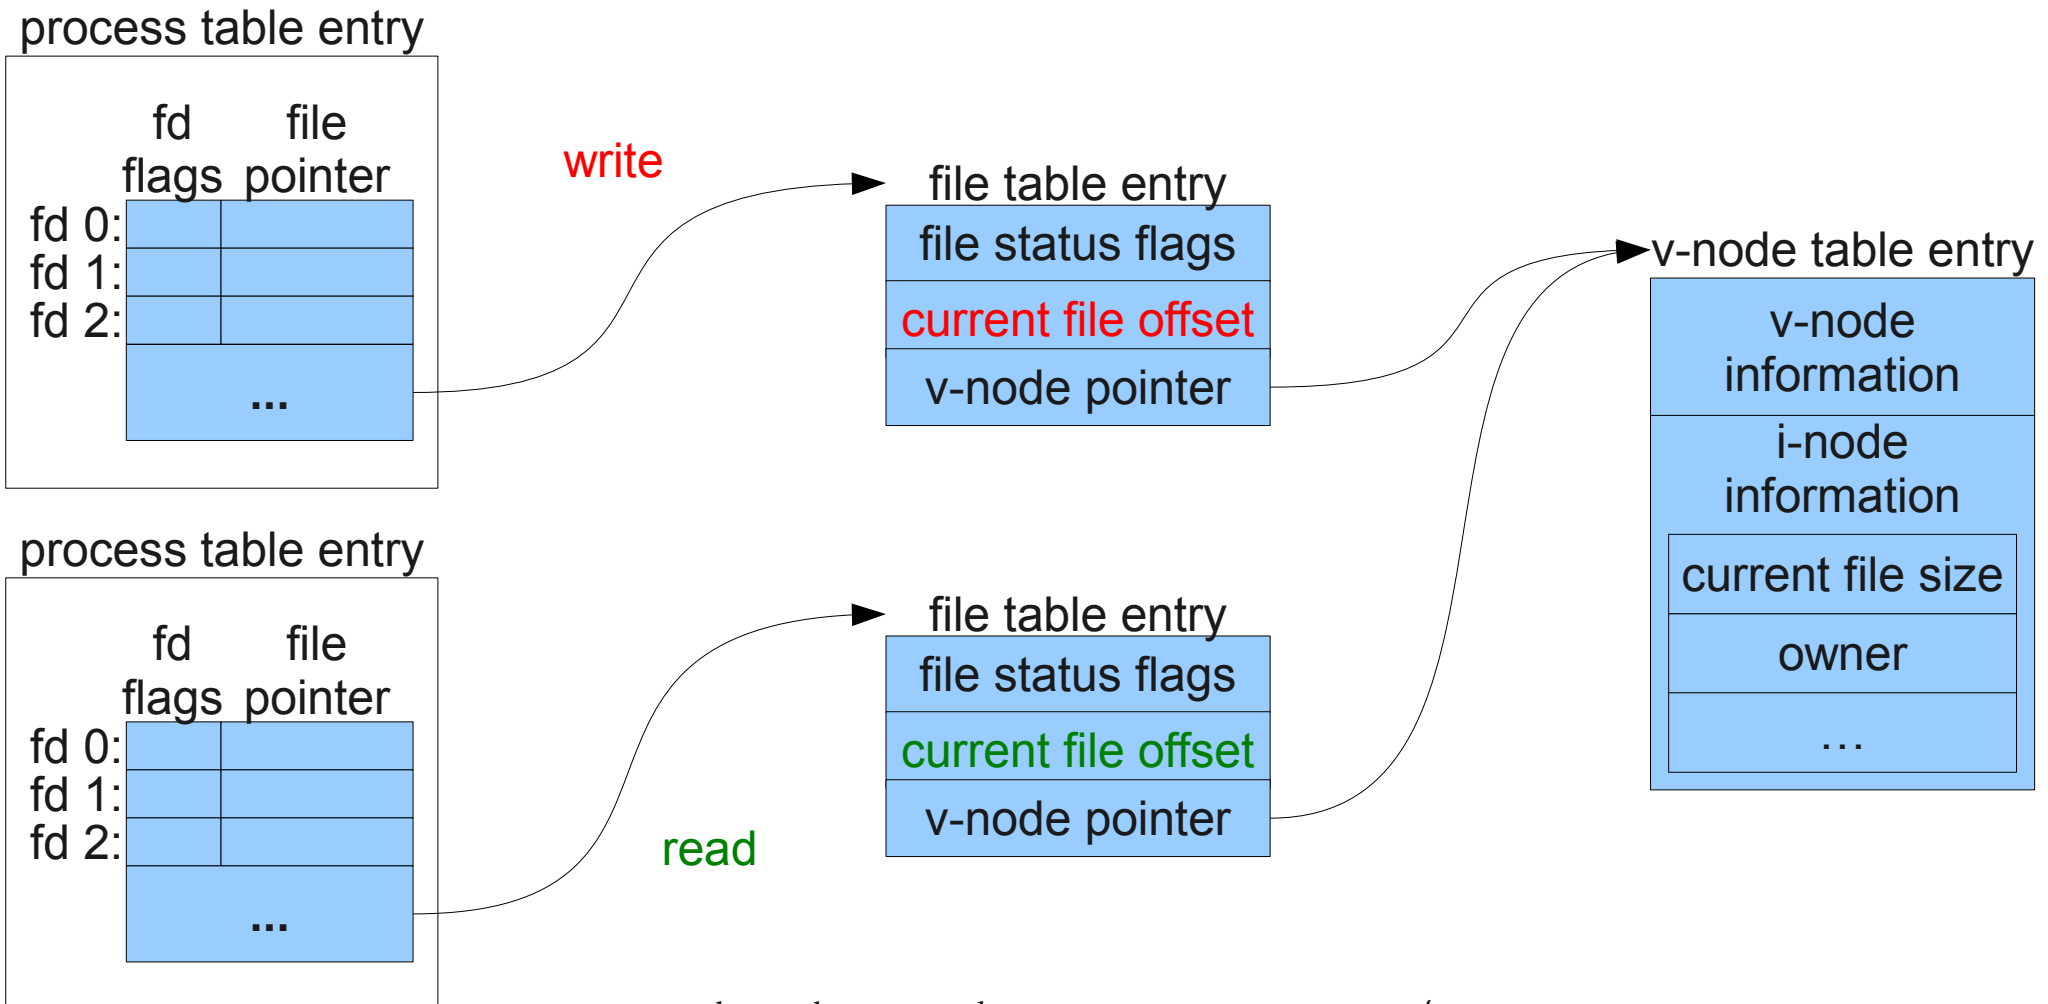 process table entry
fd file
flags pointer
fd 0:
fd 1:
fd 2:
...
write
file table entry
file status flags
current file offset
v-node pointer
v-node table entry
v-node
information
i-node
information
current file size
owner
...
process table entry
fd file
flags pointer
fd 0:
fd 1:
fd 2:
...
read
file table entry
file status flags
current file offset
v-node pointer